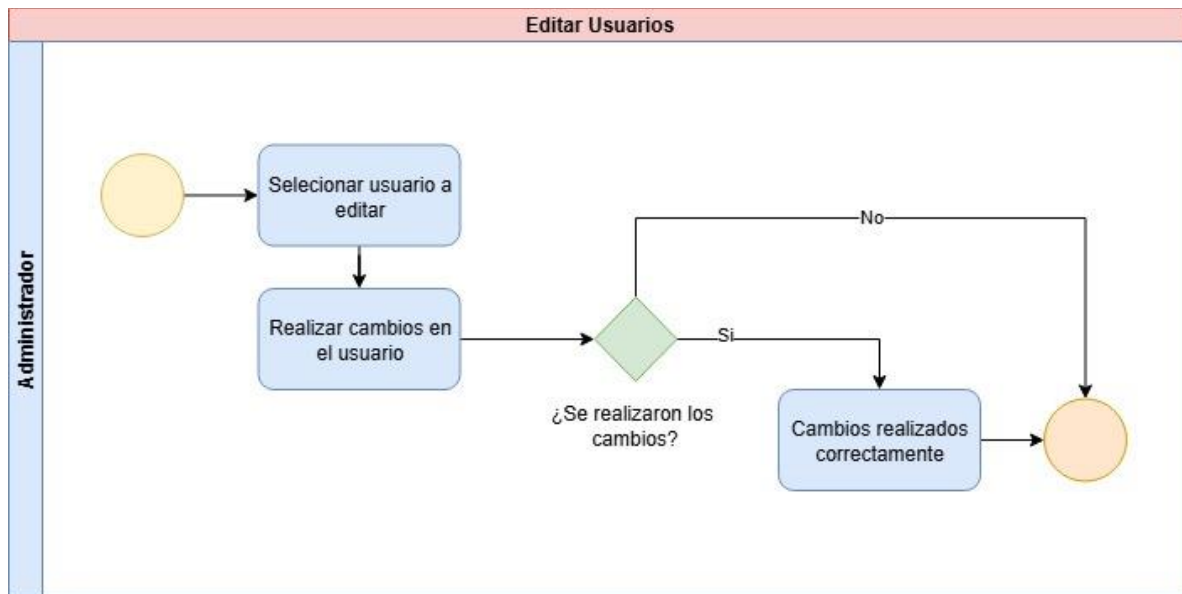 Editar Usuarios
Administrador
Selecionar usuario a
editar
Realizar cambios en
el usuario
No
Si
¿Se realizaron los
cambios?
Cambios realizados
correctamente